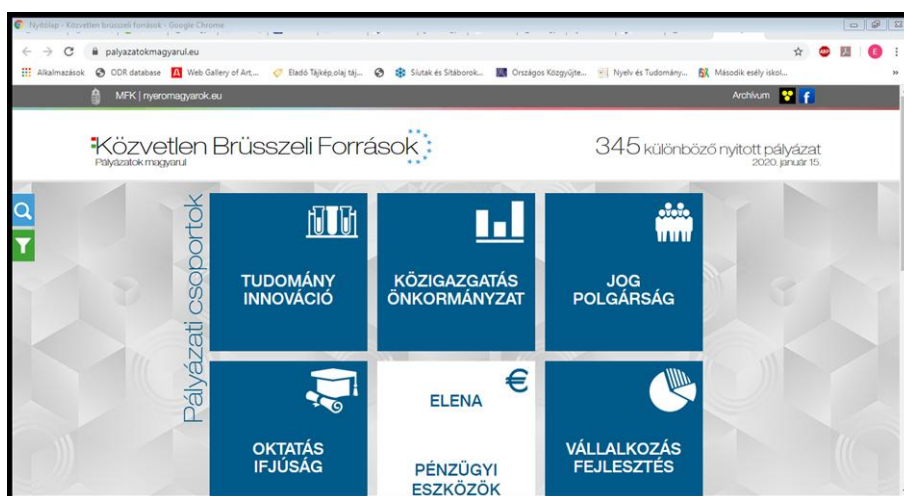 Nyitólap - Közvetlen brüsszeli források - Google Chrome
palyazatokmagyarul.eu
Alkalmazások ODR database Web Gallery of Art,... Eladó Tájkép,olaj táj... Síutak és Sítáborok... Országos Közgyűjte... Nyelv és Tudomány... Második esély iskol... »
MFK | nyeromagyarok.eu Archívum
Közvetlen Brüsszeli Források
Pályázatok magyarul
345 különböző nyitott pályázat
2020. január 15.
Pályázati csoportok
TUDOMÁNY
INNOVÁCIÓ
KÖZIGAZGATÁS
ÖNKORMÁNYZAT
JOG
POLGÁRSÁG
OKTATÁS
IFJÚSÁG
€
ELENA
PÉNZÜGYI
ESZKÖZÖK
VÁLLALKOZÁS
FEJLESZTÉS